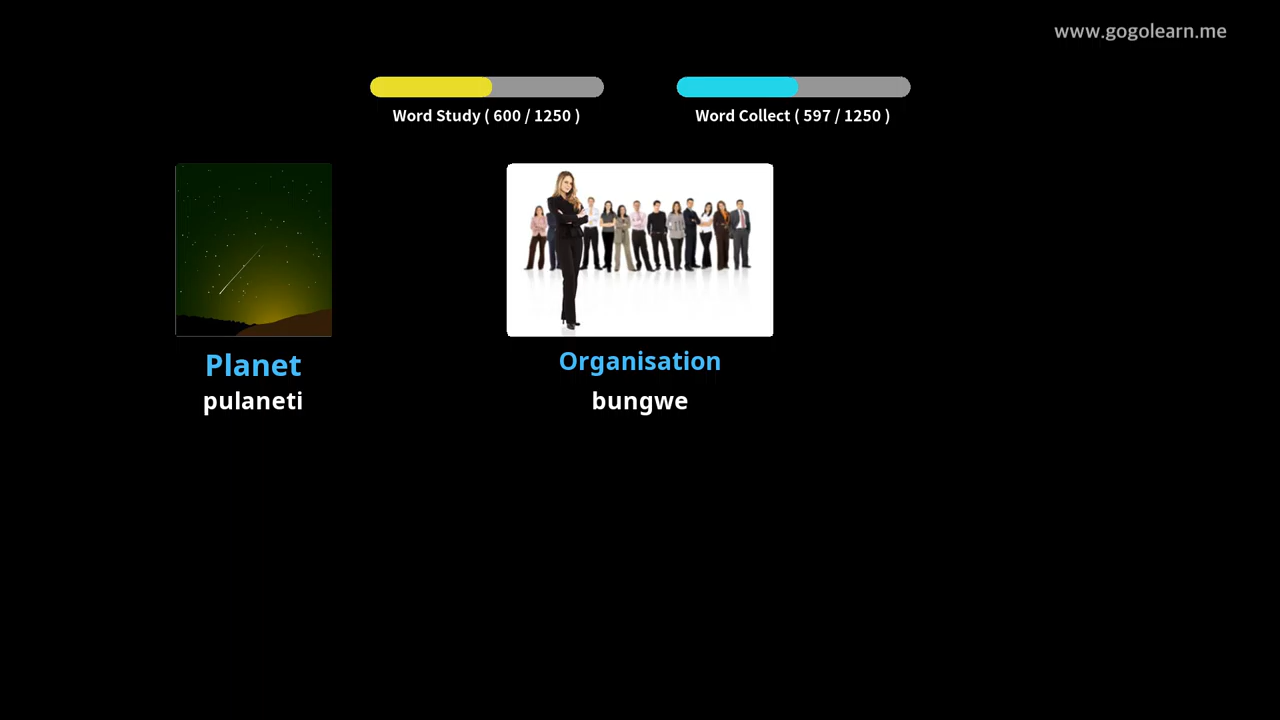 www.gogolearn.me
Word Study ( 600 / 1250 )
Word Collect ( 597 / 1250 )
Planet
pulaneti
Organisation
bungwe